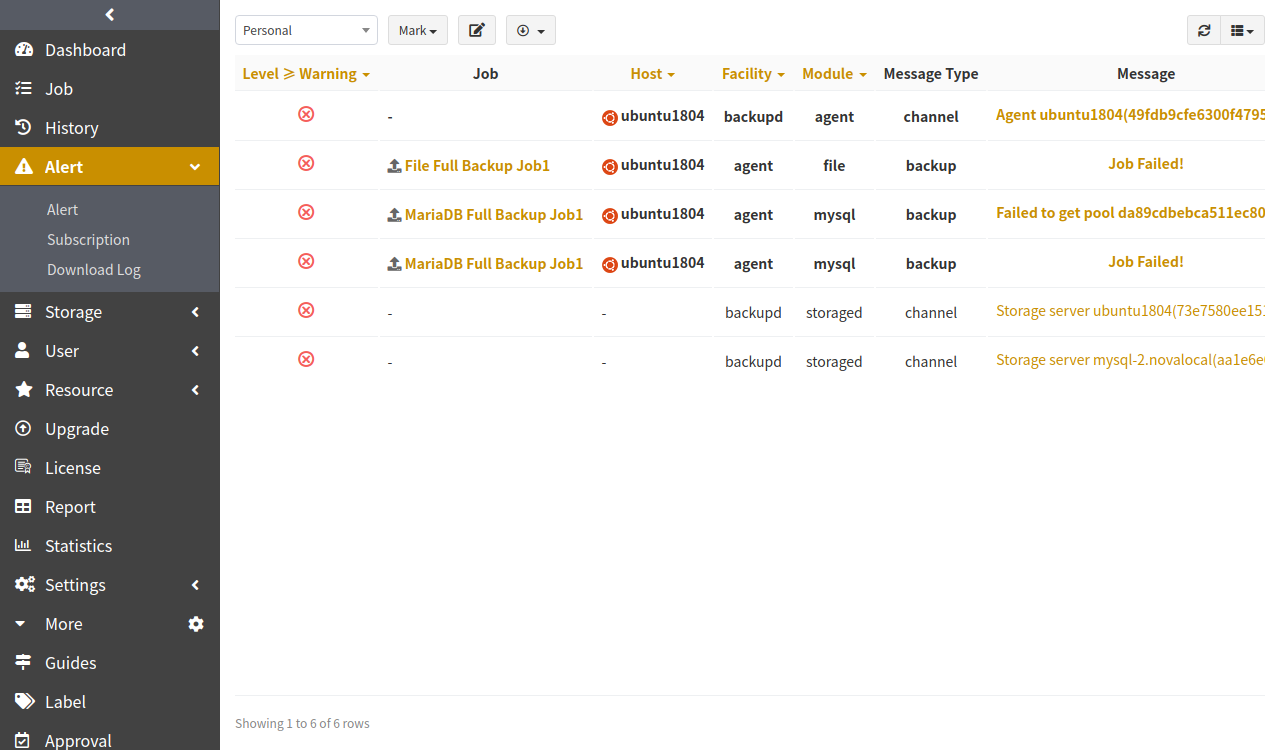 Dashboard
Job
History
Alert
Alert
Subscription
Download Log
Storage
User
Resource
Upgrade
License
Report
Statistics
Settings
More
Guides
Label
Approval
Personal Mark
Level ⩾ Warning Job Host Facility Module Message Type Message
- ubuntu1804 backupd agent channel Agent ubuntu1804(49fdb9cfe6300f4795
File Full Backup Job1 ubuntu1804 agent file backup Job Failed!
MariaDB Full Backup Job1 ubuntu1804 agent mysql backup Failed to get pool da89cdbebca511ec80
MariaDB Full Backup Job1 ubuntu1804 agent mysql backup Job Failed!
- - backupd storaged channel Storage server ubuntu1804(73e7580ee151
- - backupd storaged channel Storage server mysql-2.novalocal(aa1e6e
Showing 1 to 6 of 6 rows